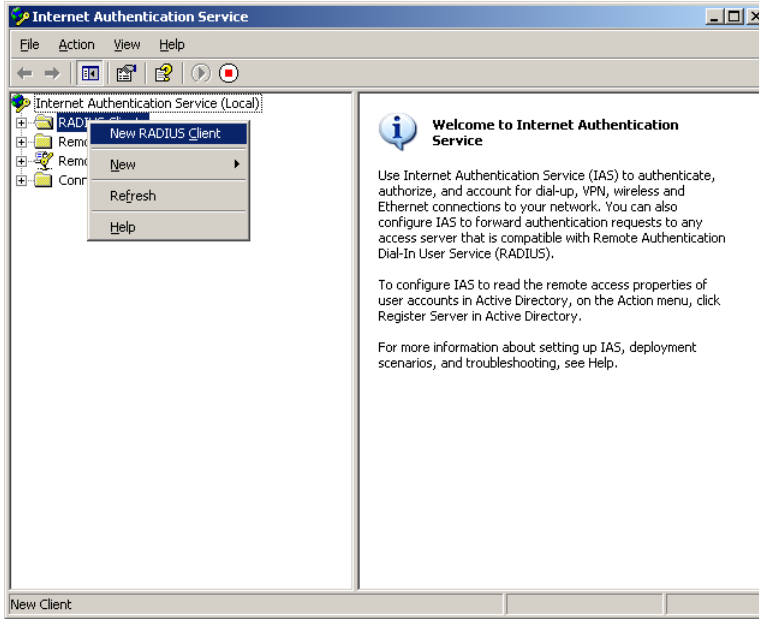 Internet Authentication Service
File Action View Help
Internet Authentication Service (Local)
New RADIUS Client
New
Refresh
Help
Welcome to Internet Authentication
Service
Use Internet Authentication Service (IAS) to authenticate,
authorize, and account for dial-up, VPN, wireless and
Ethernet connections to your network. You can also
configure IAS to forward authentication requests to any
access server that is compatible with Remote Authentication
Dial-In User Service (RADIUS).
To configure IAS to read the remote access properties of
user accounts in Active Directory, on the Action menu, click
Register Server in Active Directory.
For more information about setting up IAS, deployment
scenarios, and troubleshooting, see Help.
New Client